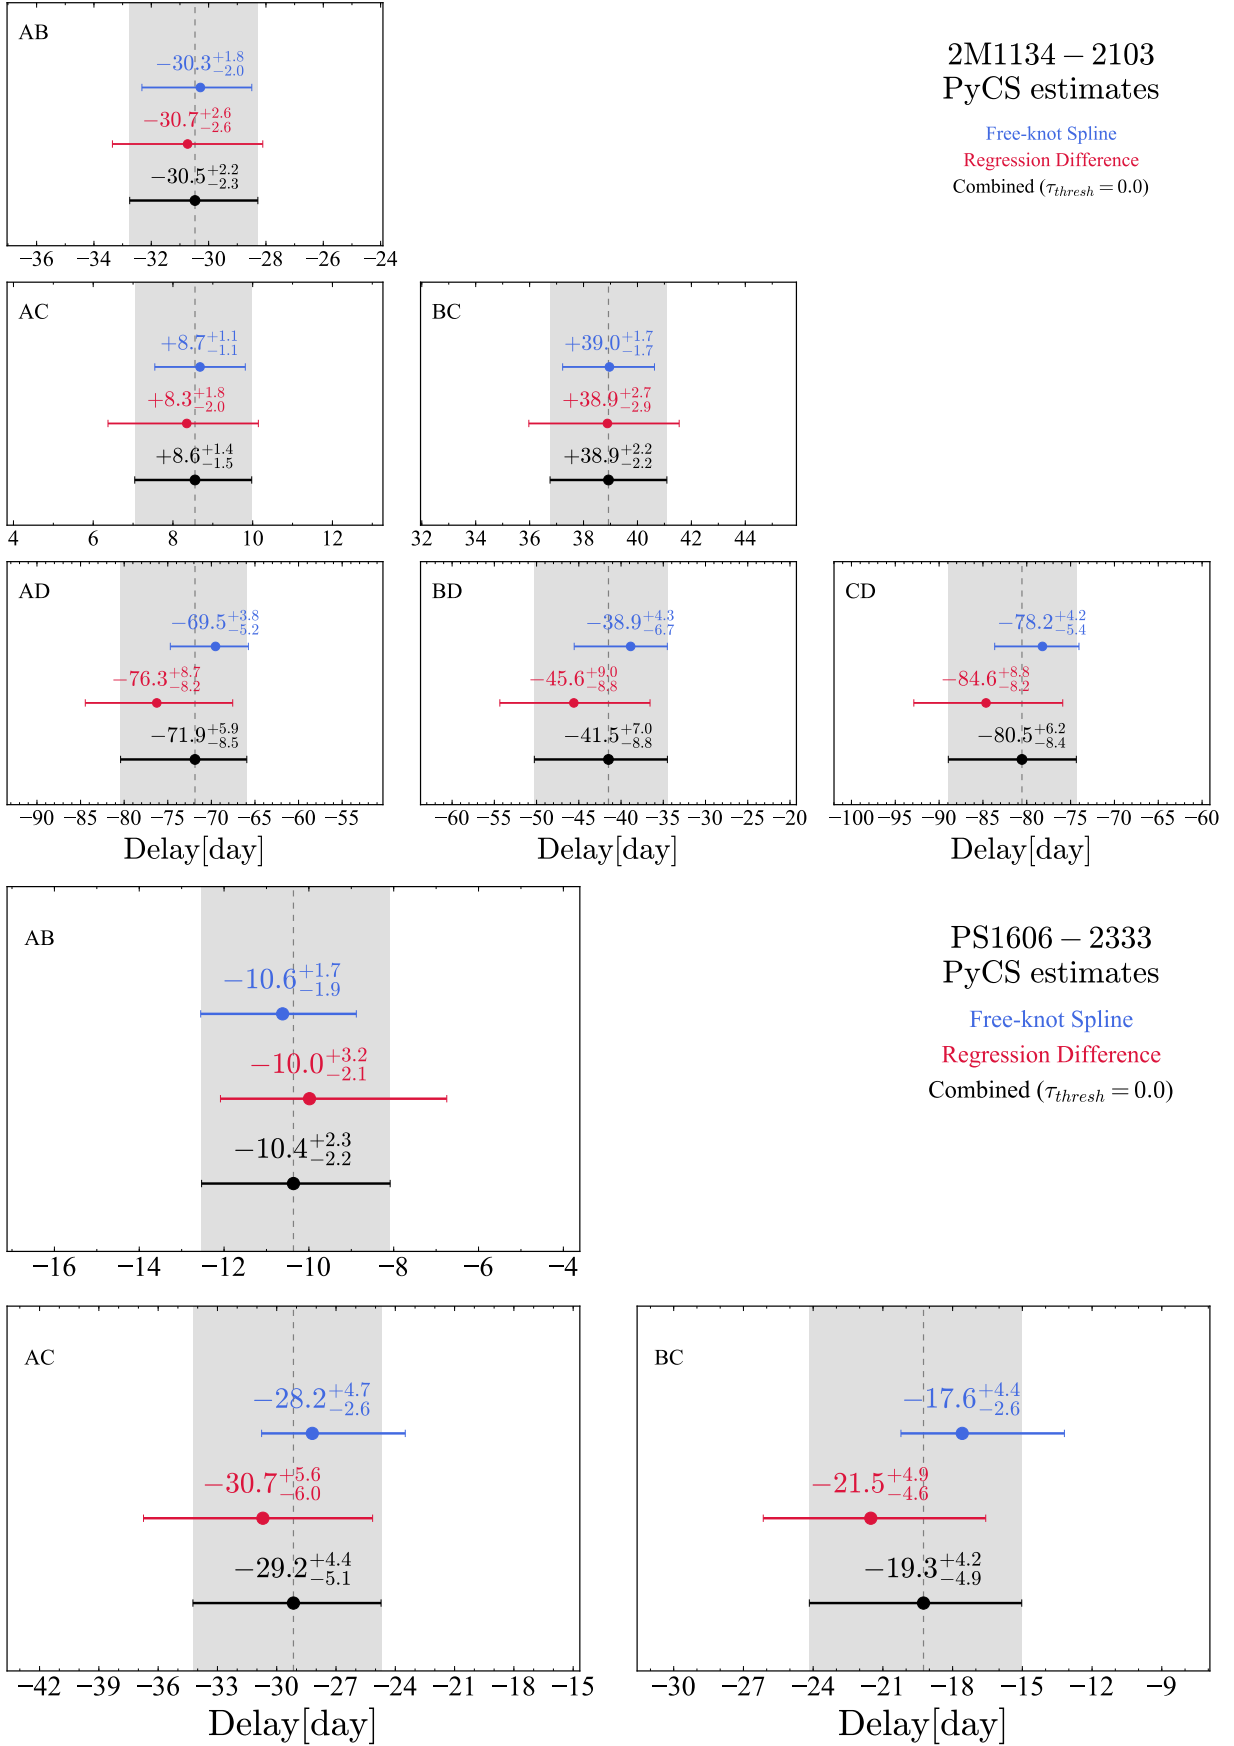 AB
2M1134 − 2103
PyCS estimates
Free-knot Spline
Regression Difference
Combined (τ_thresh = 0.0)
−30.3 +1.8 −2.0
−30.7 +2.6 −2.6
−30.5 +2.2 −2.3
−36 −34 −32 −30 −28 −26 −24
AC
+8.7 +1.1 −1.1
+8.3 +1.8 −2.0
+8.6 +1.4 −1.5
4 6 8 10 12
BC
+39.0 +1.7 −1.7
+38.9 +2.7 −2.9
+38.9 +2.2 −2.2
32 34 36 38 40 42 44
AD
−69.5 +3.8 −5.2
−76.3 +8.7 −8.2
−71.9 +5.9 −8.5
−90 −85 −80 −75 −70 −65 −60 −55
Delay[day]
BD
−38.9 +4.3 −6.7
−45.6 +9.0 −8.8
−41.5 +7.0 −8.8
−60 −55 −50 −45 −40 −35 −30 −25 −20
Delay[day]
CD
−78.2 +4.2 −5.4
−84.6 +8.8 −8.2
−80.5 +6.2 −8.4
−100 −95 −90 −85 −80 −75 −70 −65 −60
Delay[day]
AB
PS1606 − 2333
PyCS estimates
Free-knot Spline
Regression Difference
Combined (τ_thresh = 0.0)
−10.6 +1.7 −1.9
−10.0 +3.2 −2.1
−10.4 +2.3 −2.2
−16 −14 −12 −10 −8 −6 −4
AC
−28.2 +4.7 −2.6
−30.7 +5.6 −6.0
−29.2 +4.4 −5.1
−42 −39 −36 −33 −30 −27 −24 −21 −18 −15
Delay[day]
BC
−17.6 +4.4 −2.6
−21.5 +4.9 −4.6
−19.3 +4.2 −4.9
−30 −27 −24 −21 −18 −15 −12 −9
Delay[day]